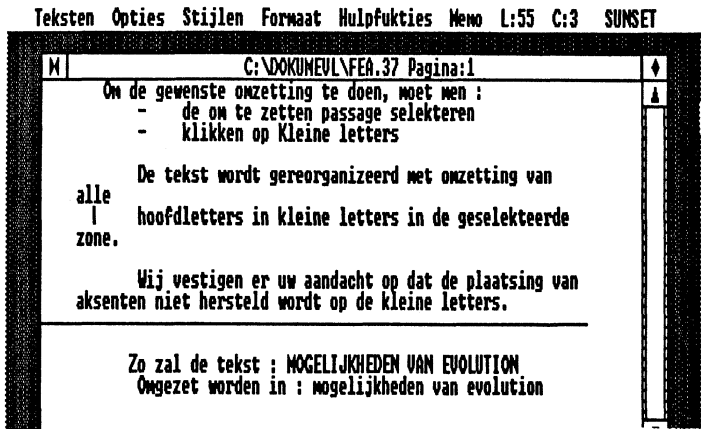 Teksten Opties Stijlen Formaat Hulpfukties Memo L:55 C:3 SUNSET
C:\DOKUMEVL\FEA.37 Pagina:1
Om de gewenste omzetting te doen, moet men :
- de om te zetten passage selekteren
- klikken op Kleine letters
De tekst wordt gereorganizeerd met omzetting van
alle
hoofdletters in kleine letters in de geselekteerde
zone.
Wij vestigen er uw aandacht op dat de plaatsing van
aksenten niet hersteld wordt op de kleine letters.
Zo zal de tekst : MOGELIJKHEDEN VAN EVOLUTION
Omgezet worden in : mogelijkheden van evolution